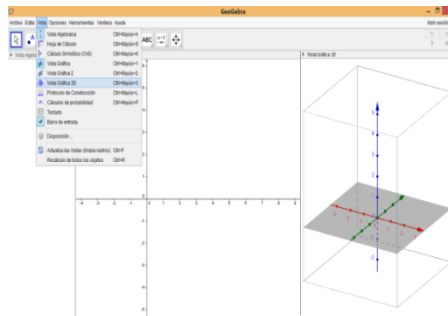 GeoGebra
Archivo Edita Vista Opciones Herramientas Ventana Ayuda
Abrir sesión
ABC
Vista Algebraica Ctrl+Mayús+A
Hoja de Cálculo Ctrl+Mayús+S
Cálculo Simbólico (CAS) Ctrl+Mayús+K
Vista Gráfica Ctrl+Mayús+1
Vista Gráfica 2 Ctrl+Mayús+2
Vista Gráfica 3D Ctrl+Mayús+3
Protocolo de Construcción Ctrl+Mayús+L
Cálculos de probabilidad Ctrl+Mayús+P
Teclado
Barra de entrada
Disposición ...
Actualiza las Vistas (limpia rastros) Ctrl+F
Recálculo de todos los objetos Ctrl+R
Vista Gráfica 3D